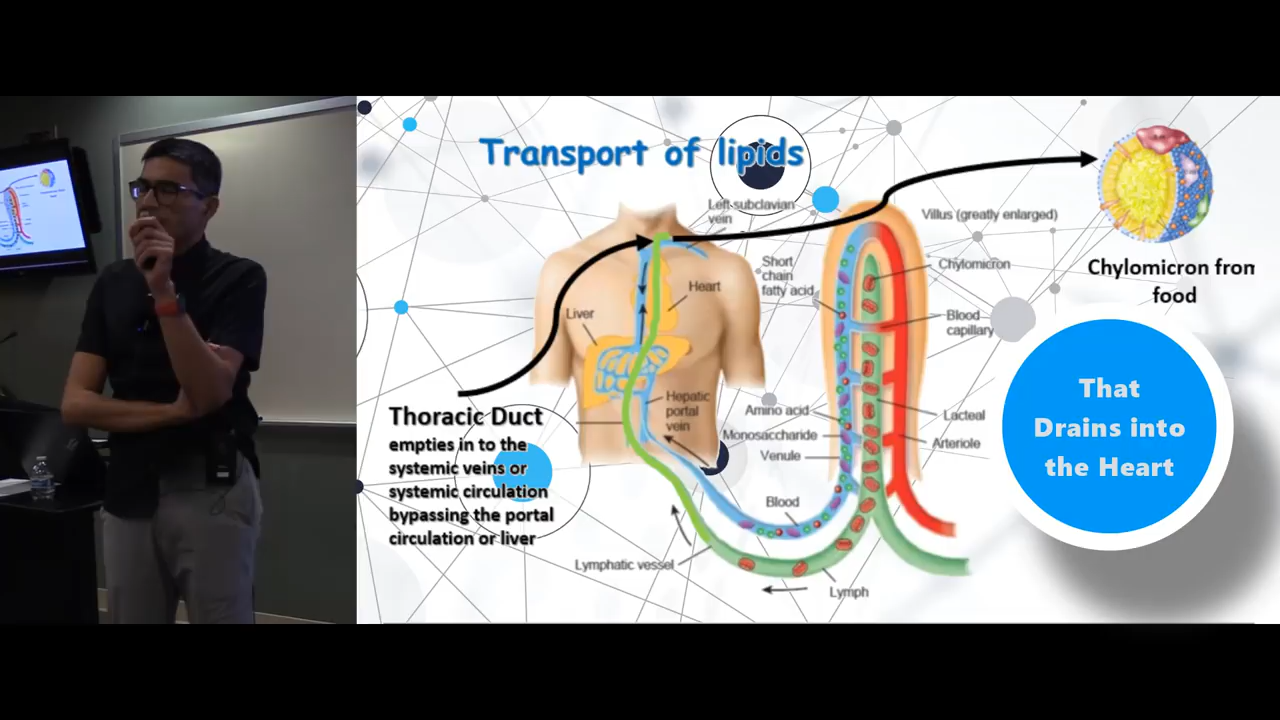 Transport of lipids
Left subclavian
vein
Villus (greatly enlarged)
Short
chain
fatty acid
Chylomicron
Chylomicron from
food
Heart
Liver
Blood
capillary
Thoracic Duct
empties in to the
systemic veins or
systemic circulation
bypassing the portal
circulation or liver
Hepatic
portal
vein
Amino acid
Monosaccharide
Venule
Lacteal
Arteriole
That
Drains into
the Heart
Blood
Lymphatic vessel
Lymph